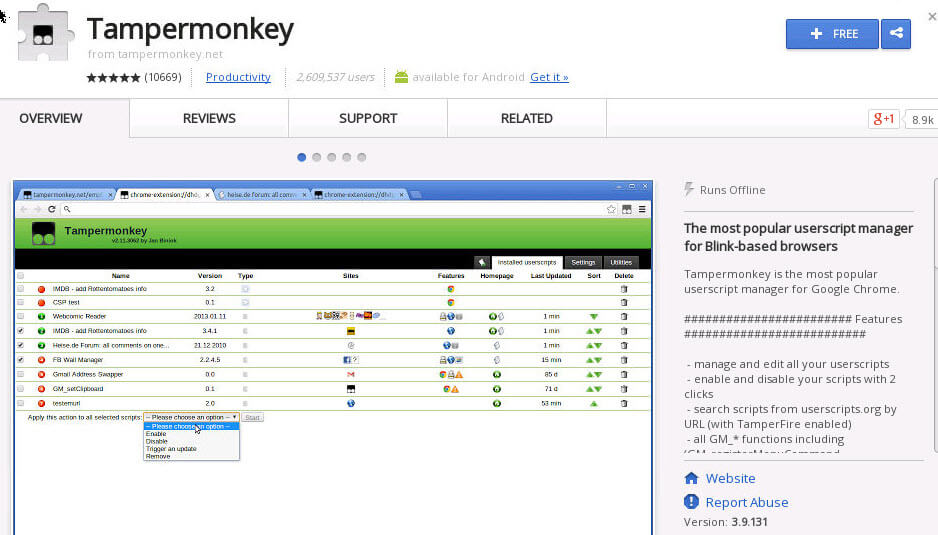 Tampermonkey
from tampermonkey.net
(10669) Productivity 2,609,537 users available for Android Get it »
+ FREE
OVERVIEW REVIEWS SUPPORT RELATED
g+1 8.9k
tampermonkey.net/em chrome-extension://dhd heise.de forum: all comm chrome-extension://dhd
Tampermonkey
v2.11.3062 by Jan Biniok
Installed userscripts Settings Utilities
Name Version Type Sites Features Homepage Last Updated Sort Delete
IMDB - add Rottentomatoes info 3.2
CSP test 0.1
Webcomic Reader 2013.01.11 1 min
IMDB - add Rottentomatoes info 3.4.1 1 min
Heise.de Forum: all comments on one... 21.12.2010 1 min
FB Wall Manager 2.2.4.5 15 min
Gmail Address Swapper 0.0 85 d
GM_setClipboard 0.1 71 d
testemurl 2.0 53 min
Apply this action to all selected scripts: -- Please choose an option -- Start
-- Please choose an option --
Enable
Disable
Trigger an update
Remove
Runs Offline
The most popular userscript manager
for Blink-based browsers
Tampermonkey is the most popular
userscript manager for Google Chrome.
######################## Features
##########################
- manage and edit all your userscripts
- enable and disable your scripts with 2
clicks
- search scripts from userscripts.org by
URL (with TamperFire enabled)
- all GM_* functions including
(GM_registerMenuCommand
Website
Report Abuse
Version: 3.9.131